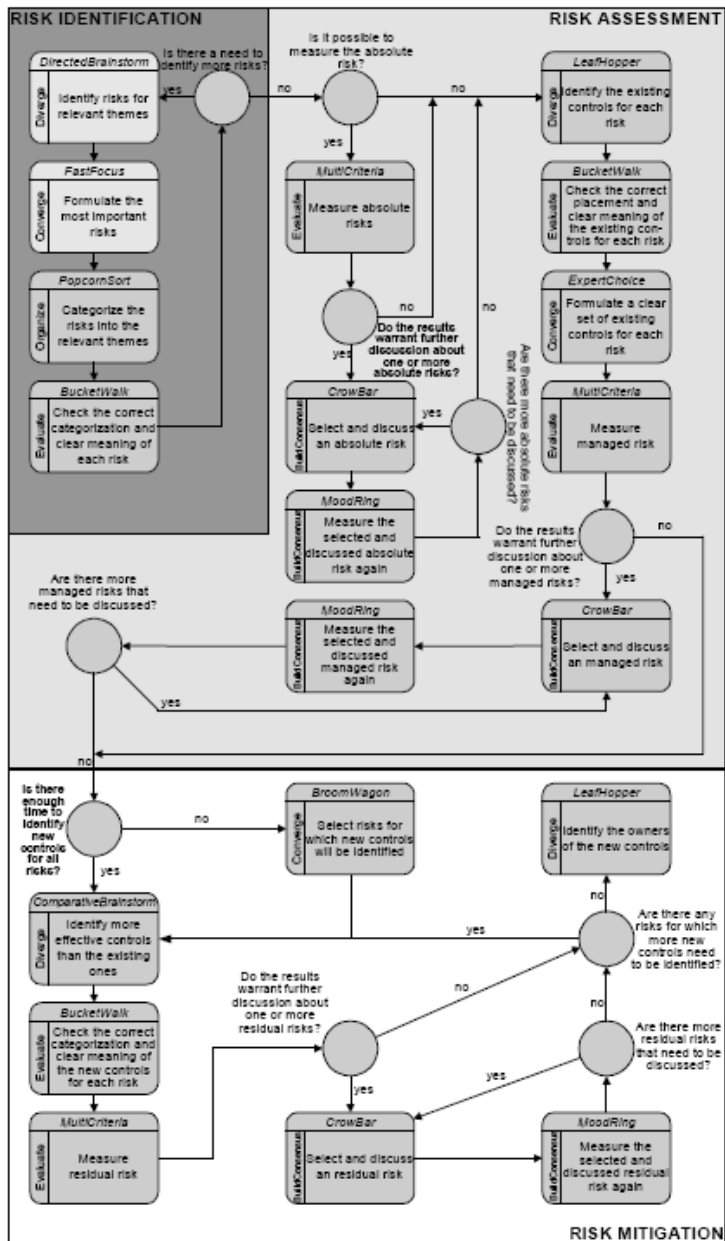 RISK IDENTIFICATION
RISK ASSESSMENT
Is there a need to
identify more risks?
yes
no
DirectedBrainstorm
Diverge
Identify risks for
relevant themes
FastFocus
Converge
Formulate the
most important
risks
PopcornSort
Organize
Categorize the
risks into the
relevant themes
BucketWalk
Evaluate
Check the correct
categorization and
clear meaning of
each risk
Is it possible to
measure the absolute
risk?
no
yes
MultiCriteria
Evaluate
Measure absolute
risks
no
Do the results
warrant further
discussion about
one or more
absolute risks?
yes
CrowBar
BuildConsensus
Select and discuss
an absolute risk
MoodRing
BuildConsensus
Measure the
selected and
discussed absolute
risk again
yes
no
Are there more absolute risks
that need to be
discussed?
LeafHopper
Diverge
Identify the existing
controls for each
risk
BucketWalk
Evaluate
Check the correct
placement and
clear meaning of
the existing con-
trols for each risk
ExpertChoice
Converge
Formulate a clear
set of existing
controls for each
risk
MultiCriteria
Evaluate
Measure
managed risk
Do the results
warrant further
discussion about
one or more
managed risks?
no
yes
CrowBar
BuildConsensus
Select and discuss
an managed risk
MoodRing
BuildConsensus
Measure the
selected and
discussed
managed risk
again
Are there more
managed risks that
need to be discussed?
yes
no
Is there
enough
time to
identify
new
controls
for all
risks?
no
yes
BroomWagon
Converge
Select risks for
which new controls
will be identified
LeafHopper
Diverge
Identify the owners
of the new controls
no
ComparativeBrainstorm
Diverge
Identify more
effective controls
than the existing
ones
yes
Are there any
risks for which
more new
controls need
to be identified?
BucketWalk
Evaluate
Check the correct
categorization and
clear meaning of
the new controls
for each risk
Do the results
warrant further
discussion about
one or more
residual risks?
no
yes
no
Are there more
residual risks
that need to be
discussed?
yes
MultiCriteria
Evaluate
Measure
residual risk
CrowBar
BuildConsensus
Select and discuss
an residual risk
MoodRing
BuildConsensus
Measure the
selected and
discussed residual
risk again
RISK MITIGATION